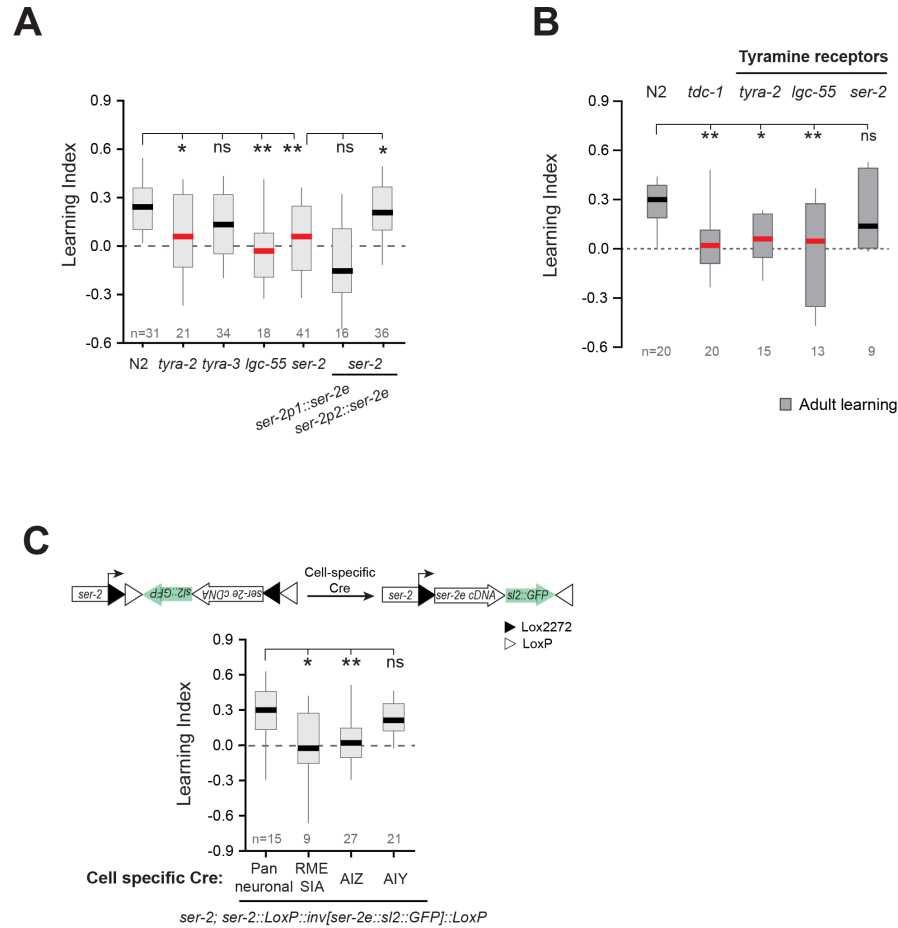 A
0.9
0.6
0.3
0.0
-0.3
-0.6
Learning Index
* ns ** ** ns *
n=31 21 34 18 41 16 36
N2 tyra-2 tyra-3 lgc-55 ser-2 ser-2
ser-2p1::ser-2e
ser-2p2::ser-2e
B
Tyramine receptors
N2 tdc-1 tyra-2 lgc-55 ser-2
0.9
0.6
0.3
0.0
-0.3
-0.6
Learning Index
** * ** ns
n=20 20 15 13 9
Adult learning
C
ser-2 sl2::GFP ser-2e cDNA
Cell-specific
Cre
ser-2 ser-2e cDNA sl2::GFP
Lox2272
LoxP
0.9
0.6
0.3
0.0
-0.3
-0.6
-0.9
Learning Index
* ** ns
n=15 9 27 21
Cell specific Cre:
Pan
neuronal
RME
SIA
AIZ
AIY
ser-2; ser-2::LoxP::inv[ser-2e::sl2::GFP]::LoxP